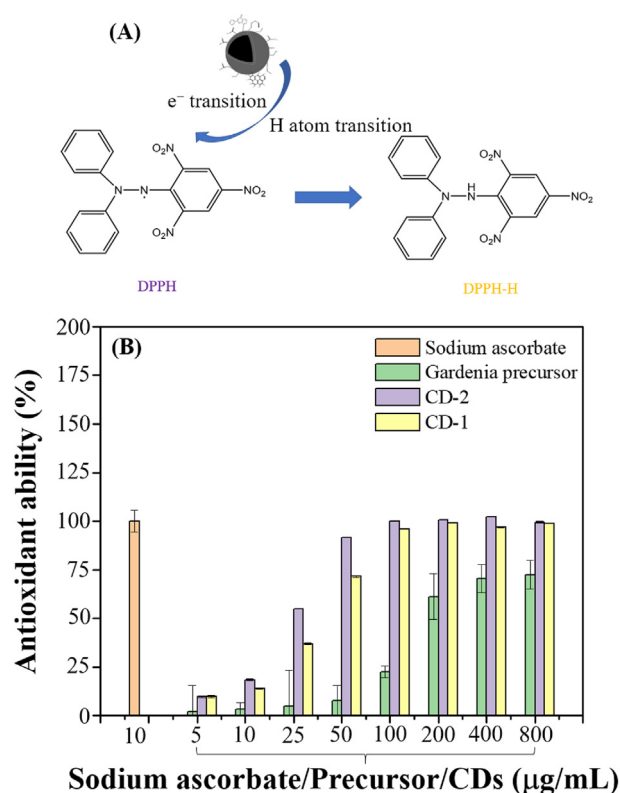 (A)
e⁻ transition
H atom transition
O₂N
N
N
NO₂
O₂N
DPPH
O₂N
H
N
NH
NO₂
O₂N
DPPH-H
(B)
Sodium ascorbate
Gardenia precursor
CD-2
CD-1
Antioxidant ability (%)
200
175
150
125
100
75
50
25
0
10 5 10 25 50 100 200 400 800
Sodium ascorbate/Precursor/CDs (μg/mL)